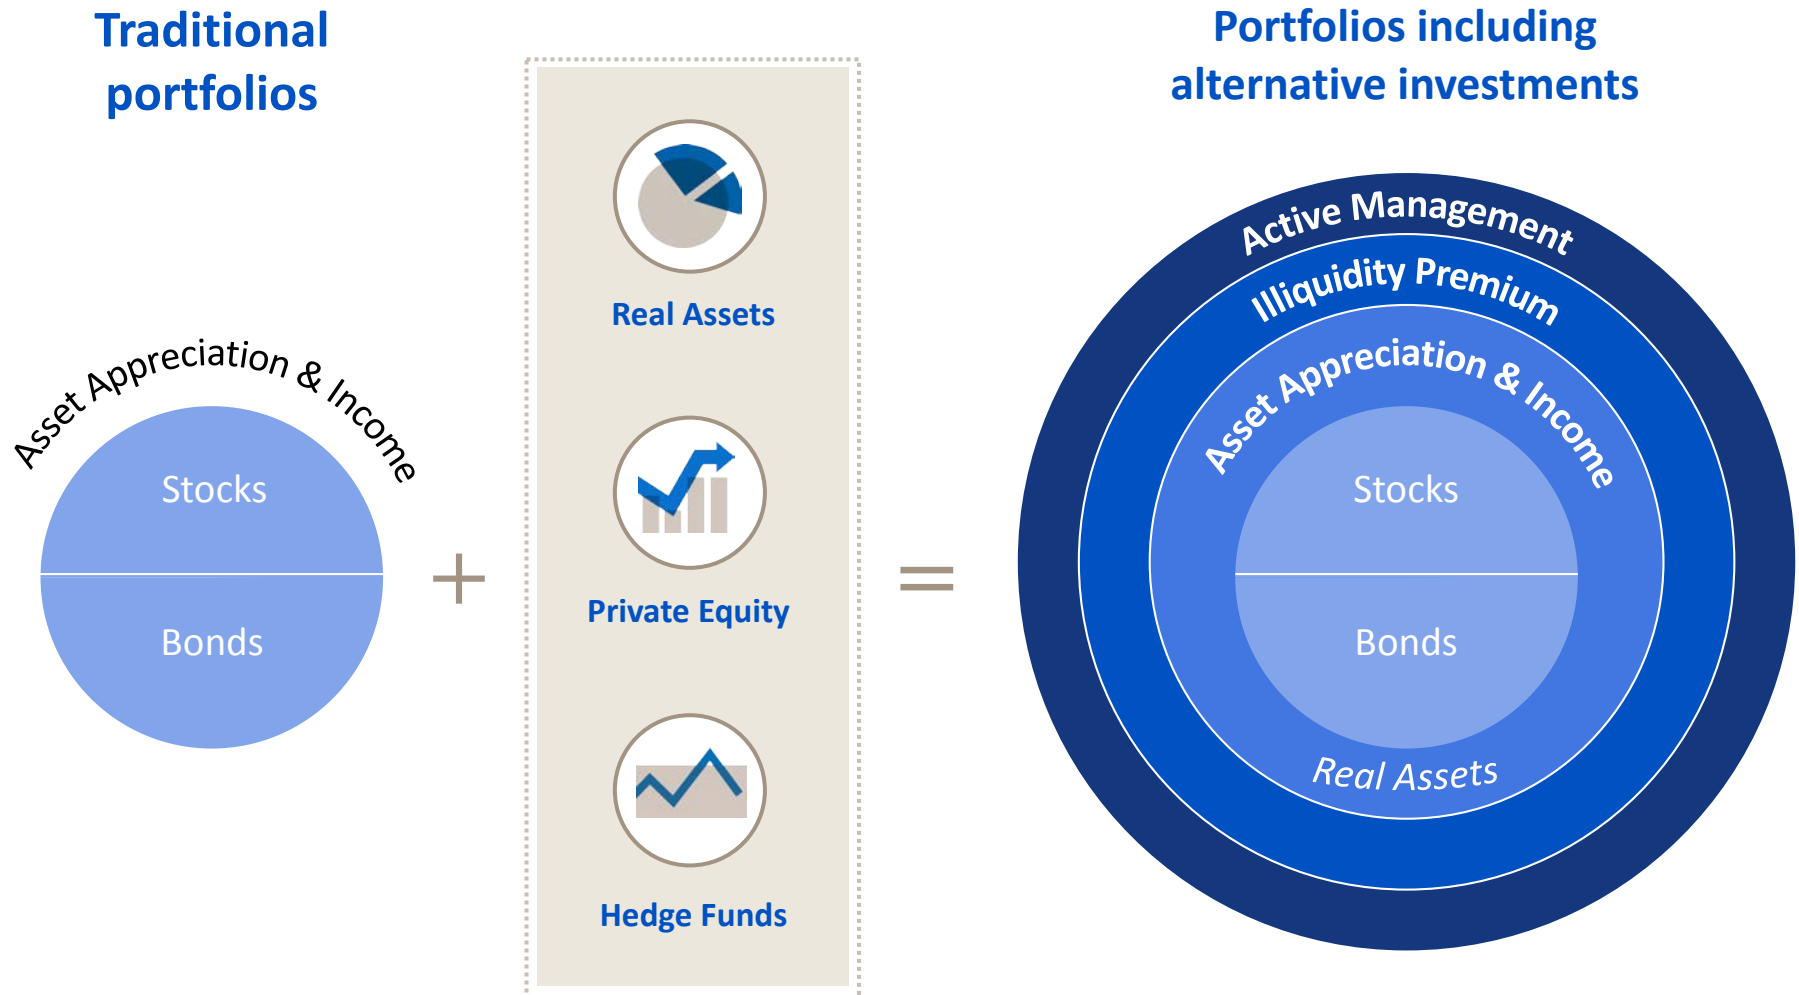 Traditional
portfolios
Asset Appreciation & Income
Stocks
Bonds
+
Real Assets
Private Equity
Hedge Funds
=
Portfolios including
alternative investments
Active Management
Illiquidity Premium
Asset Appreciation & Income
Stocks
Bonds
Real Assets